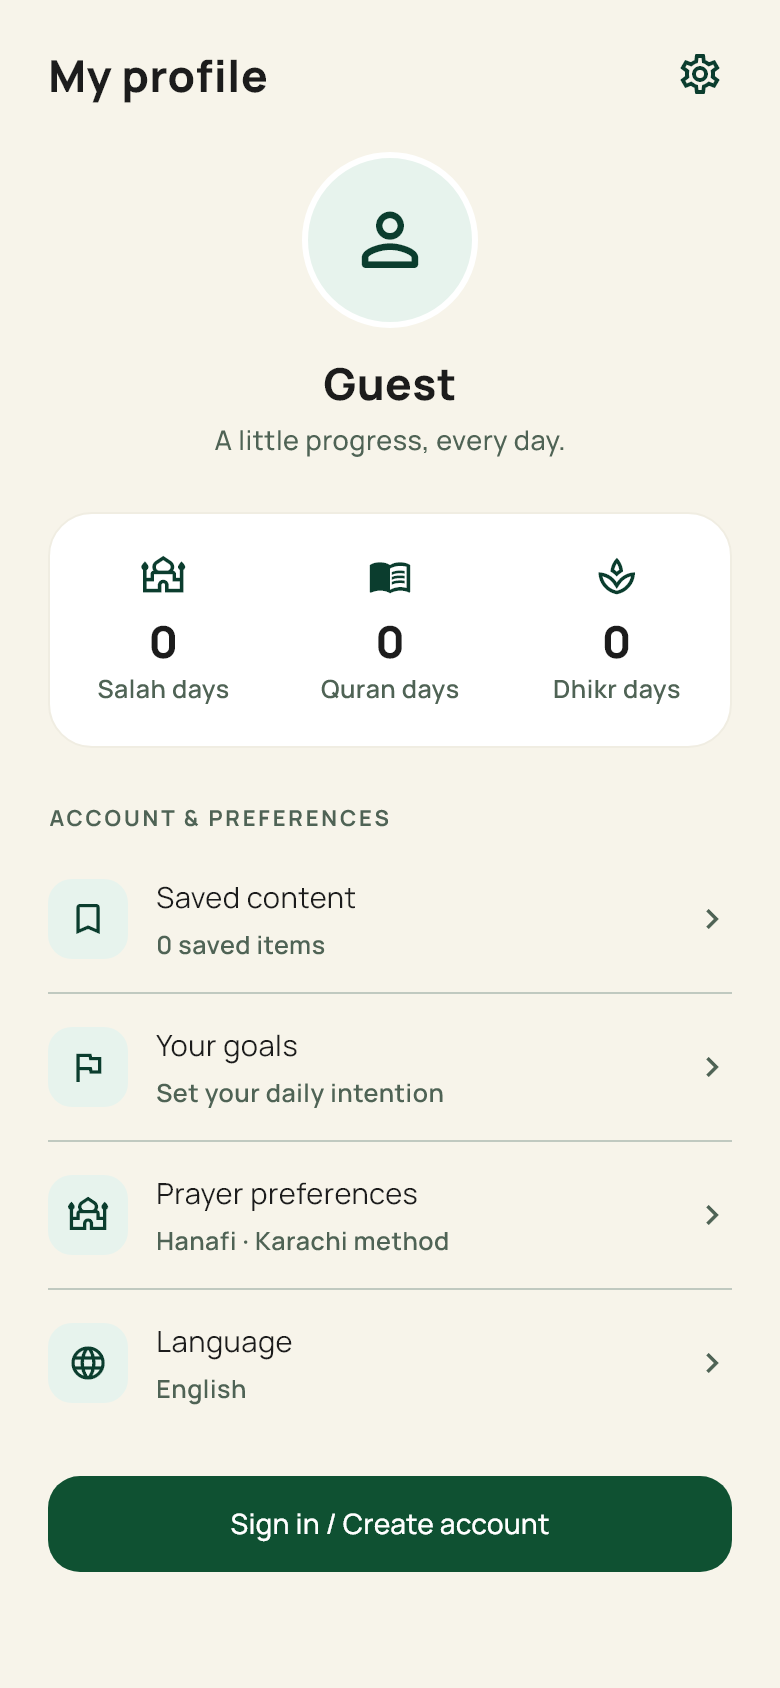 My profile
Guest
A little progress, every day.
0 0 0
Salah days Quran days Dhikr days
ACCOUNT & PREFERENCES
Saved content
0 saved items
Your goals
Set your daily intention
Prayer preferences
Hanafi · Karachi method
Language
English
Sign in / Create account